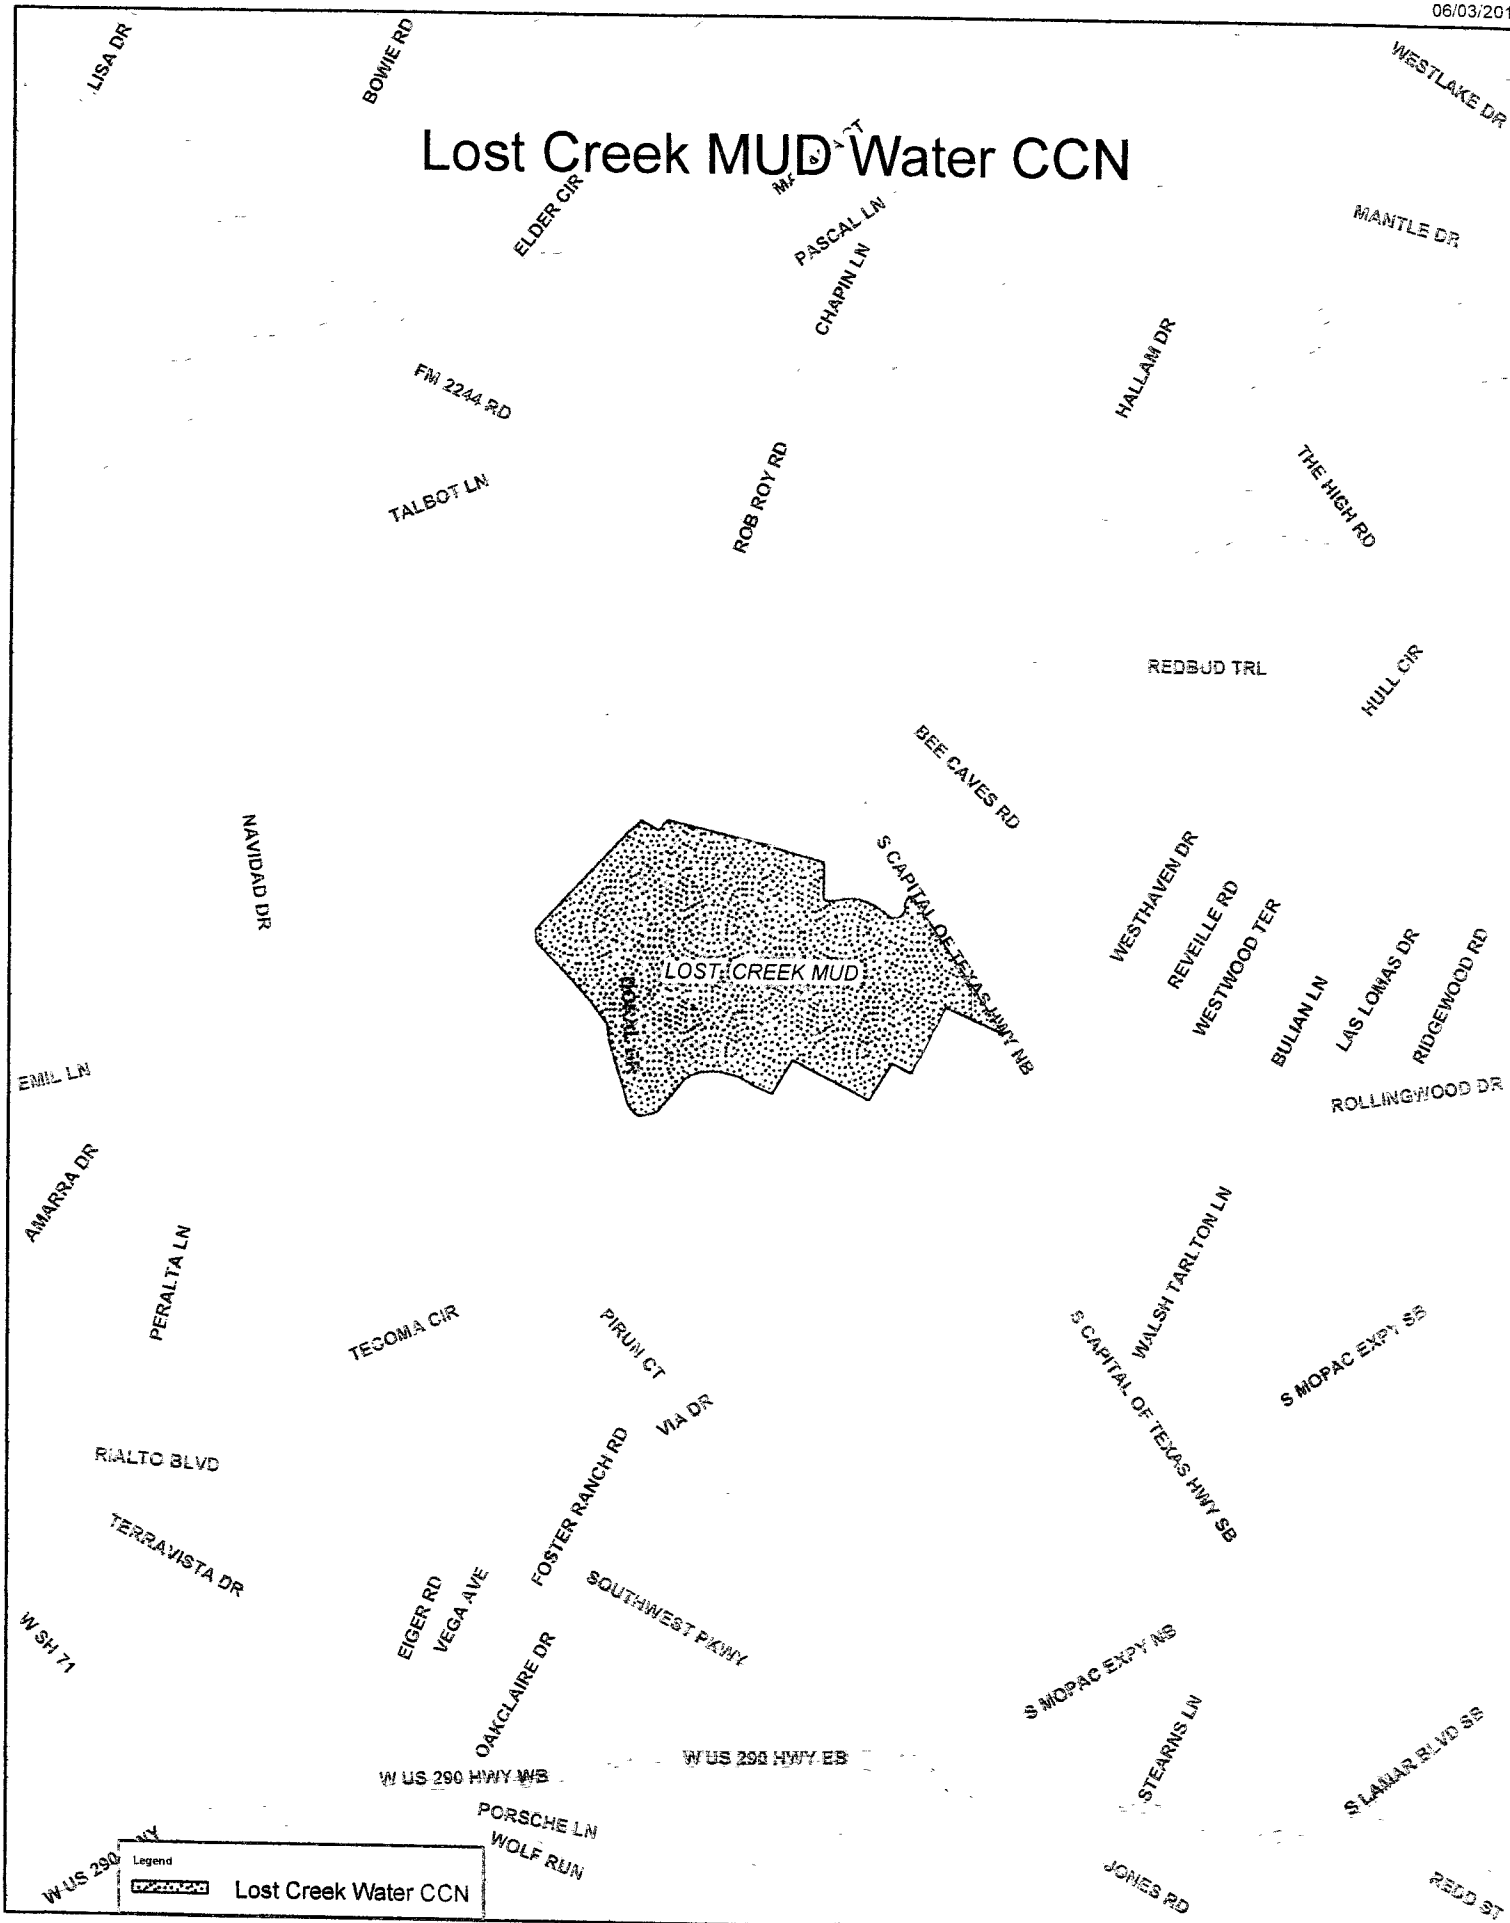 06/03/201
LISA DR
BOWIE RD
WESTLAKE DR
Lost Creek MUD Water CCN
ELDER CIR
PASCAL LN
MANTLE DR
CHAPIN LN
HALLAM DR
FM 2244 RD
TALBOT LN
ROB ROY RD
THE HIGH RD
REDBUD TRL
HULL CIR
BEE CAVES RD
NAVIDAD DR
S CAPITAL OF TEXAS HWY NB
WESTHAVEN DR
REVEILLE RD
WESTWOOD TER
LAS LOMAS DR
RIDGEWOOD RD
LOST CREEK MUD
BULIAN LN
EMIL LN
ROLLINGWOOD DR
AMARRA DR
PERALTA LN
WALSH TARLTON LN
TECOMA CIR
PIRUN CT
S CAPITAL OF TEXAS HWY SB
S MOPAC EXPY SB
VIA DR
RIALTO BLVD
FOSTER RANCH RD
TERRAVISTA DR
EIGER RD
VEGA AVE
SOUTHWEST PKWY
W SH 71
OAKCLAIRE DR
S MOPAC EXPY NB
STEARNS LN
S LAMAR BLVD SB
W US 290 HWY EB
W US 290 HWY WB
PORSCHE LN
WOLF RUN
W US 290
Legend
Lost Creek Water CCN
JONES RD
REDD ST